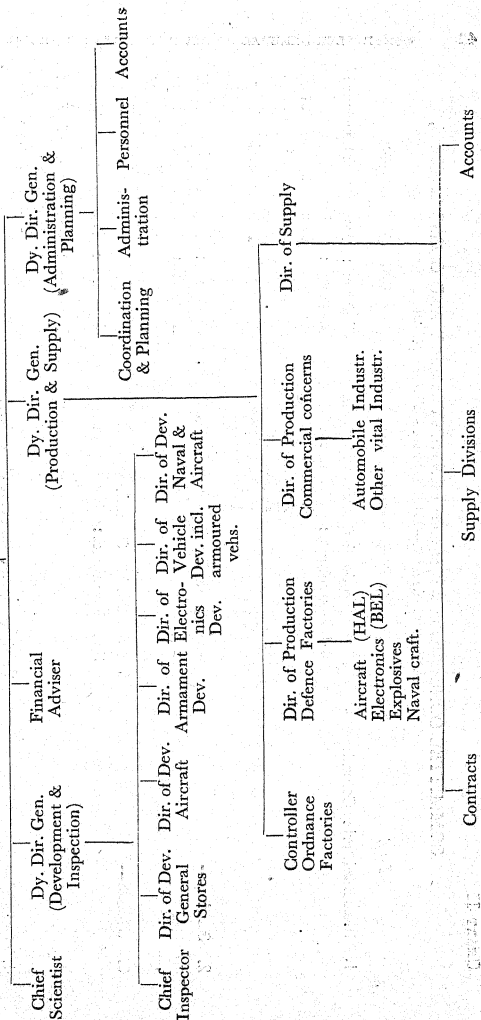 Chief
Scientist
Dy. Dir. Gen.
(Development &
Inspection)
Financial
Adviser
Dy. Dir. Gen.
(Production & Supply)
Dy. Dir. Gen.
(Administration &
Planning)
Coordination
& Planning
Adminis-
tration
Personnel
Accounts
Chief
Inspector
Dir. of Dev.
General
Stores
Dir. of Dev.
Aircraft
Dir. of
Armament
Dev.
Dir. of
Electro-
nics
Dev.
Dir. of
Vehicle
Dev. incl.
armoured
vehs.
Dir. of Dev.
Naval &
Aircraft
Controller
Ordnance
Factories
Dir. of Production
Defence Factories
Aircraft (HAL)
Electronics (BEL)
Explosives
Naval craft.
Dir. of Production
Commercial concerns
Automobile Industr.
Other vital Industr.
Dir. of Supply
Contracts
Supply Divisions
Accounts